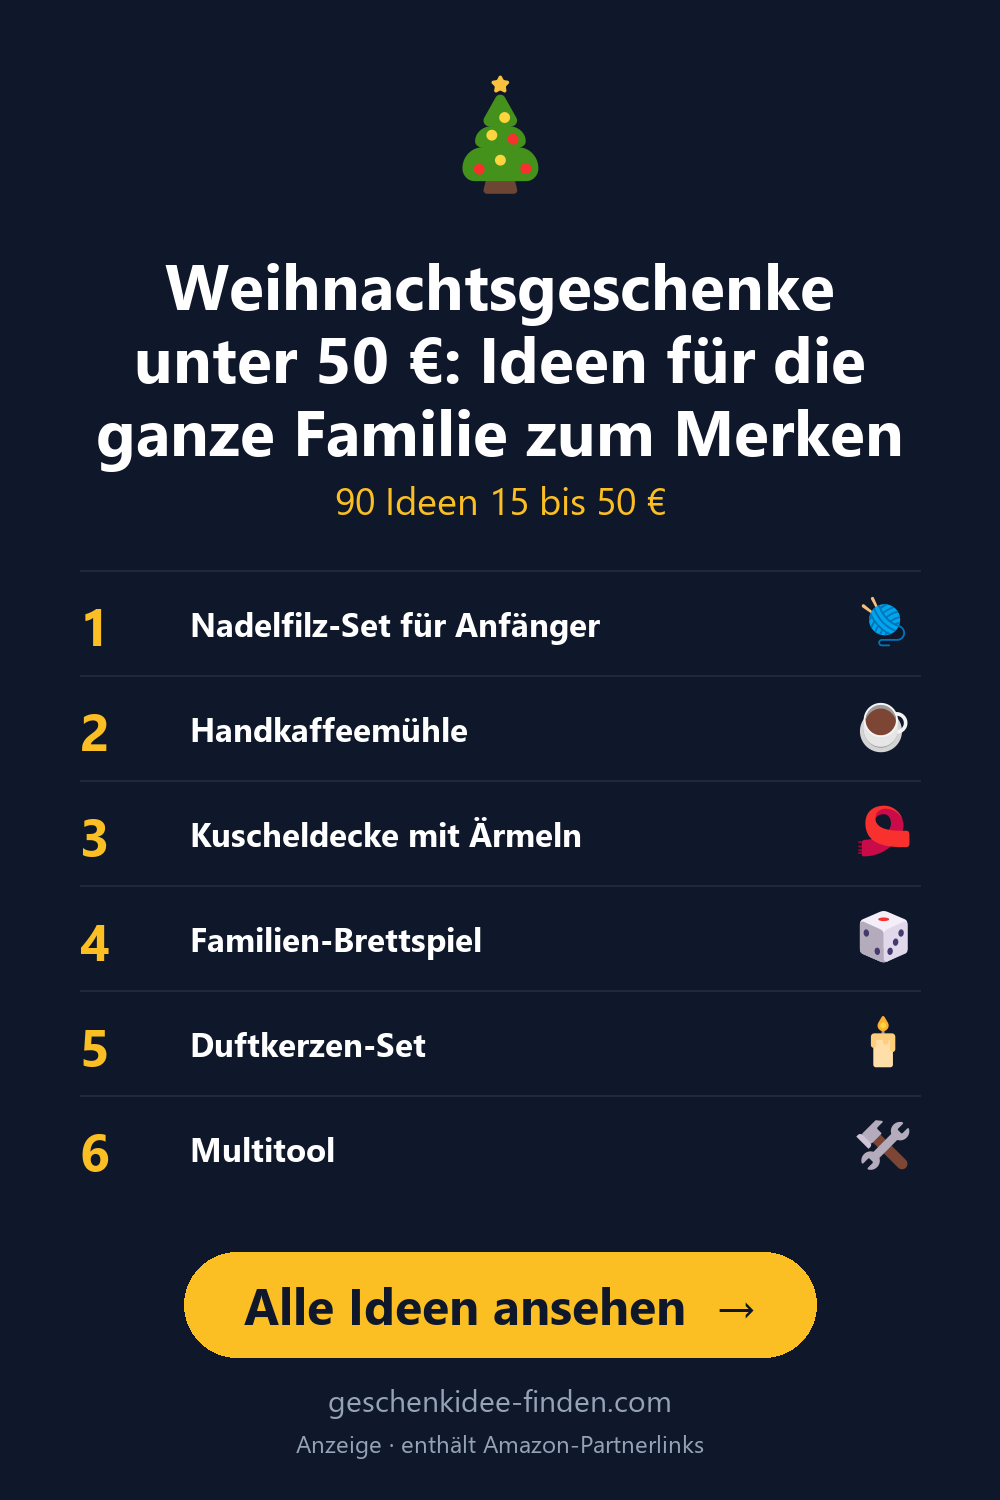 Weihnachtsgeschenke
unter 50 €: Ideen für die
ganze Familie zum Merken
90 Ideen 15 bis 50 €
1 Nadelfilz-Set für Anfänger
2 Handkaffeemühle
3 Kuscheldecke mit Ärmeln
4 Familien-Brettspiel
5 Duftkerzen-Set
6 Multitool
Alle Ideen ansehen →
geschenkidee-finden.com
Anzeige · enthält Amazon-Partnerlinks